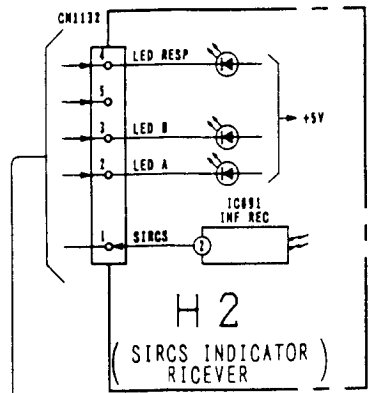 CN1132
4 LED RESP
5
+5V
3 LED B
2 LED A
IC691
INF REC
1 SIRCS 2
H 2
( SIRCS INDICATOR
RICEVER )